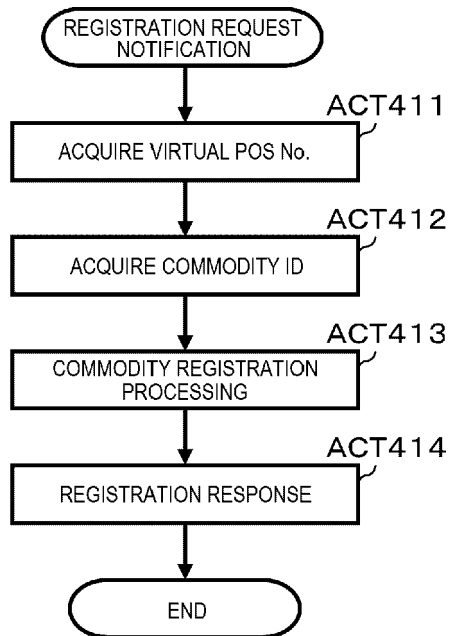 REGISTRATION REQUEST
NOTIFICATION
ACT411
ACQUIRE VIRTUAL POS No.
ACT412
ACQUIRE COMMODITY ID
ACT413
COMMODITY REGISTRATION
PROCESSING
ACT414
REGISTRATION RESPONSE
END